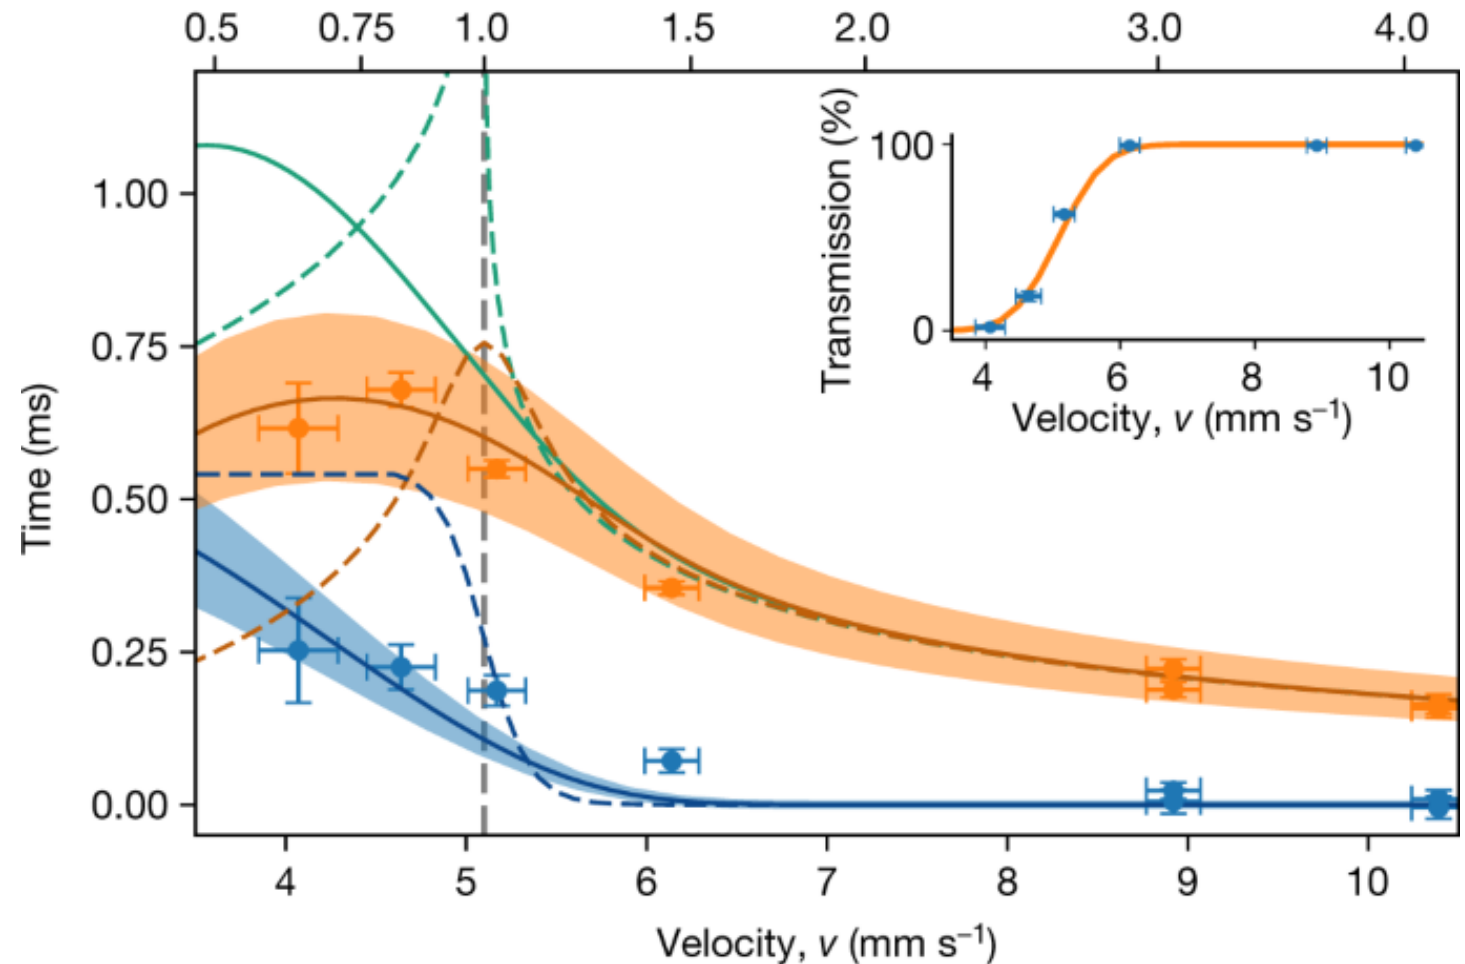 0.5 0.75 1.0 1.5 2.0 3.0 4.0
Time (ms)
1.00
0.75
0.50
0.25
0.00
4 5 6 7 8 9 10
Velocity, v (mm s⁻¹)
Transmission (%)
100
0
4 6 8 10
Velocity, v (mm s⁻¹)